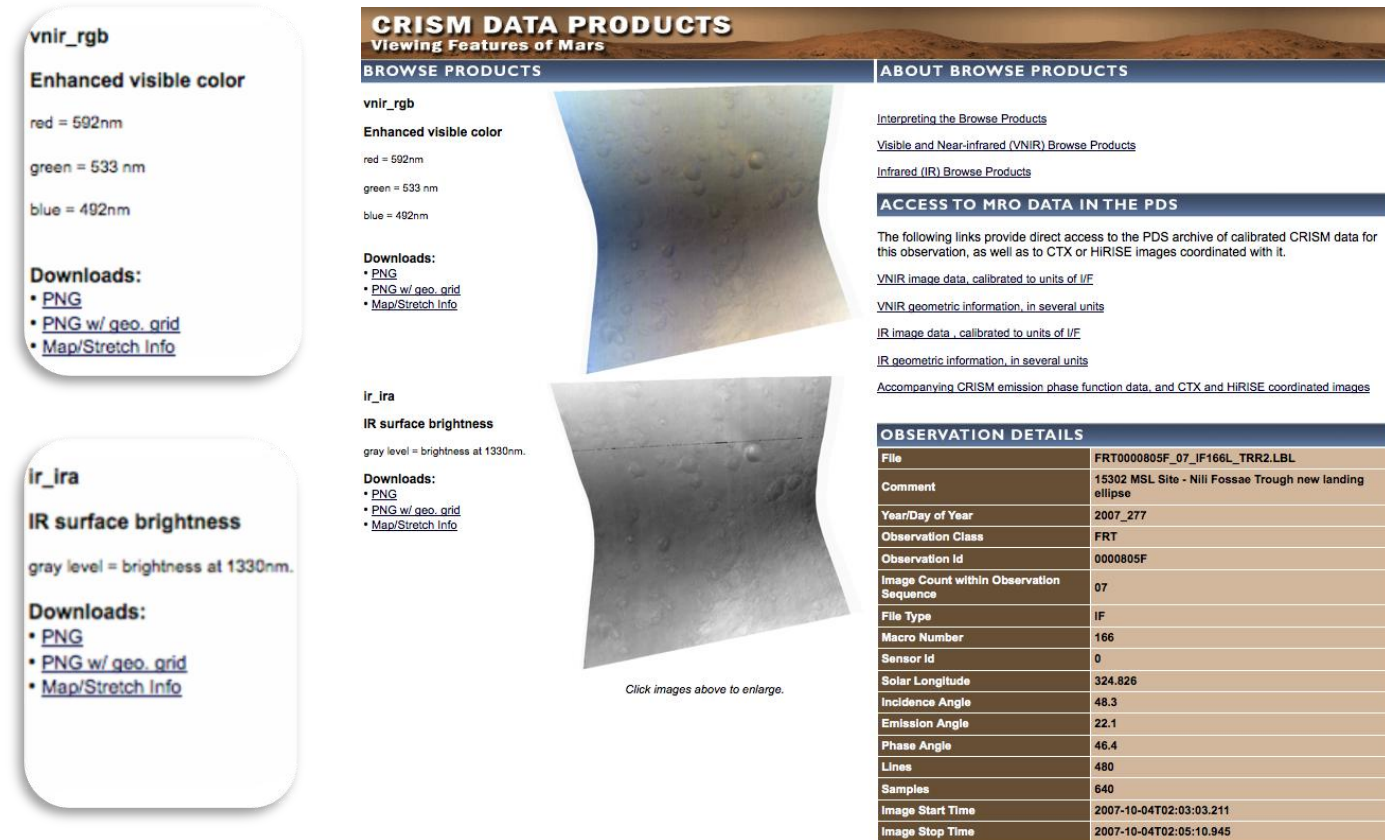 vnir_rgb
Enhanced visible color
red = 592nm
green = 533 nm
blue = 492nm
Downloads:
• PNG
• PNG w/ geo. grid
• Map/Stretch Info
ir_ira
IR surface brightness
gray level = brightness at 1330nm.
Downloads:
• PNG
• PNG w/ geo. grid
• Map/Stretch Info
CRISM DATA PRODUCTS
Viewing Features of Mars
BROWSE PRODUCTS
vnir_rgb
Enhanced visible color
red = 592nm
green = 533 nm
blue = 492nm
Downloads:
• PNG
• PNG w/ geo. grid
• Map/Stretch Info
ir_ira
IR surface brightness
gray level = brightness at 1330nm.
Downloads:
• PNG
• PNG w/ geo. grid
• Map/Stretch Info
Click images above to enlarge.
ABOUT BROWSE PRODUCTS
Interpreting the Browse Products
Visible and Near-infrared (VNIR) Browse Products
Infrared (IR) Browse Products
ACCESS TO MRO DATA IN THE PDS
The following links provide direct access to the PDS archive of calibrated CRISM data for
this observation, as well as to CTX or HiRISE images coordinated with it.
VNIR image data, calibrated to units of I/F
VNIR geometric information, in several units
IR image data , calibrated to units of I/F
IR geometric information, in several units
Accompanying CRISM emission phase function data, and CTX and HiRISE coordinated images
OBSERVATION DETAILS
File FRT0000805F_07_IF166L_TRR2.LBL
Comment 15302 MSL Site - Nili Fossae Trough new landing
ellipse
Year/Day of Year 2007_277
Observation Class FRT
Observation Id 0000805F
Image Count within Observation
Sequence 07
File Type IF
Macro Number 166
Sensor Id 0
Solar Longitude 324.826
Incidence Angle 48.3
Emission Angle 22.1
Phase Angle 46.4
Lines 480
Samples 640
Image Start Time 2007-10-04T02:03:03.211
Image Stop Time 2007-10-04T02:05:10.945